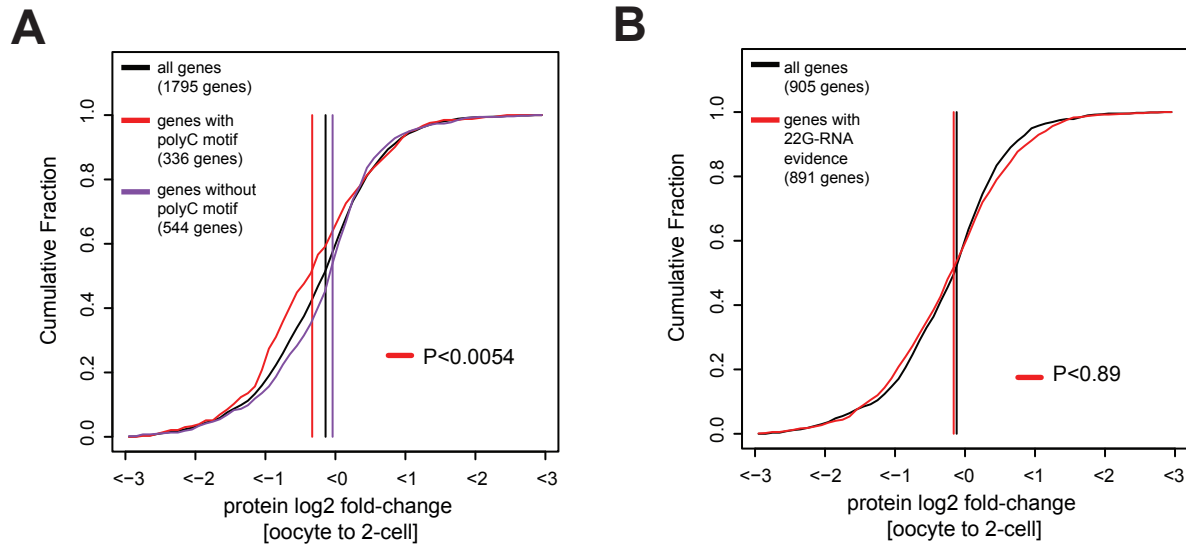 A
all genes
(1795 genes)
genes with
polyC motif
(336 genes)
genes without
polyC motif
(544 genes)
P<0.0054
Cumulative Fraction
0.0
0.2
0.4
0.6
0.8
1.0
<−3
<−2
<−1
<0
<1
<2
<3
protein log2 fold-change
[oocyte to 2-cell]
B
all genes
(905 genes)
genes with
22G-RNA
evidence
(891 genes)
P<0.89
Cumulative Fraction
0.0
0.2
0.4
0.6
0.8
1.0
<−3
<−2
<−1
<0
<1
<2
<3
protein log2 fold-change
[oocyte to 2-cell]